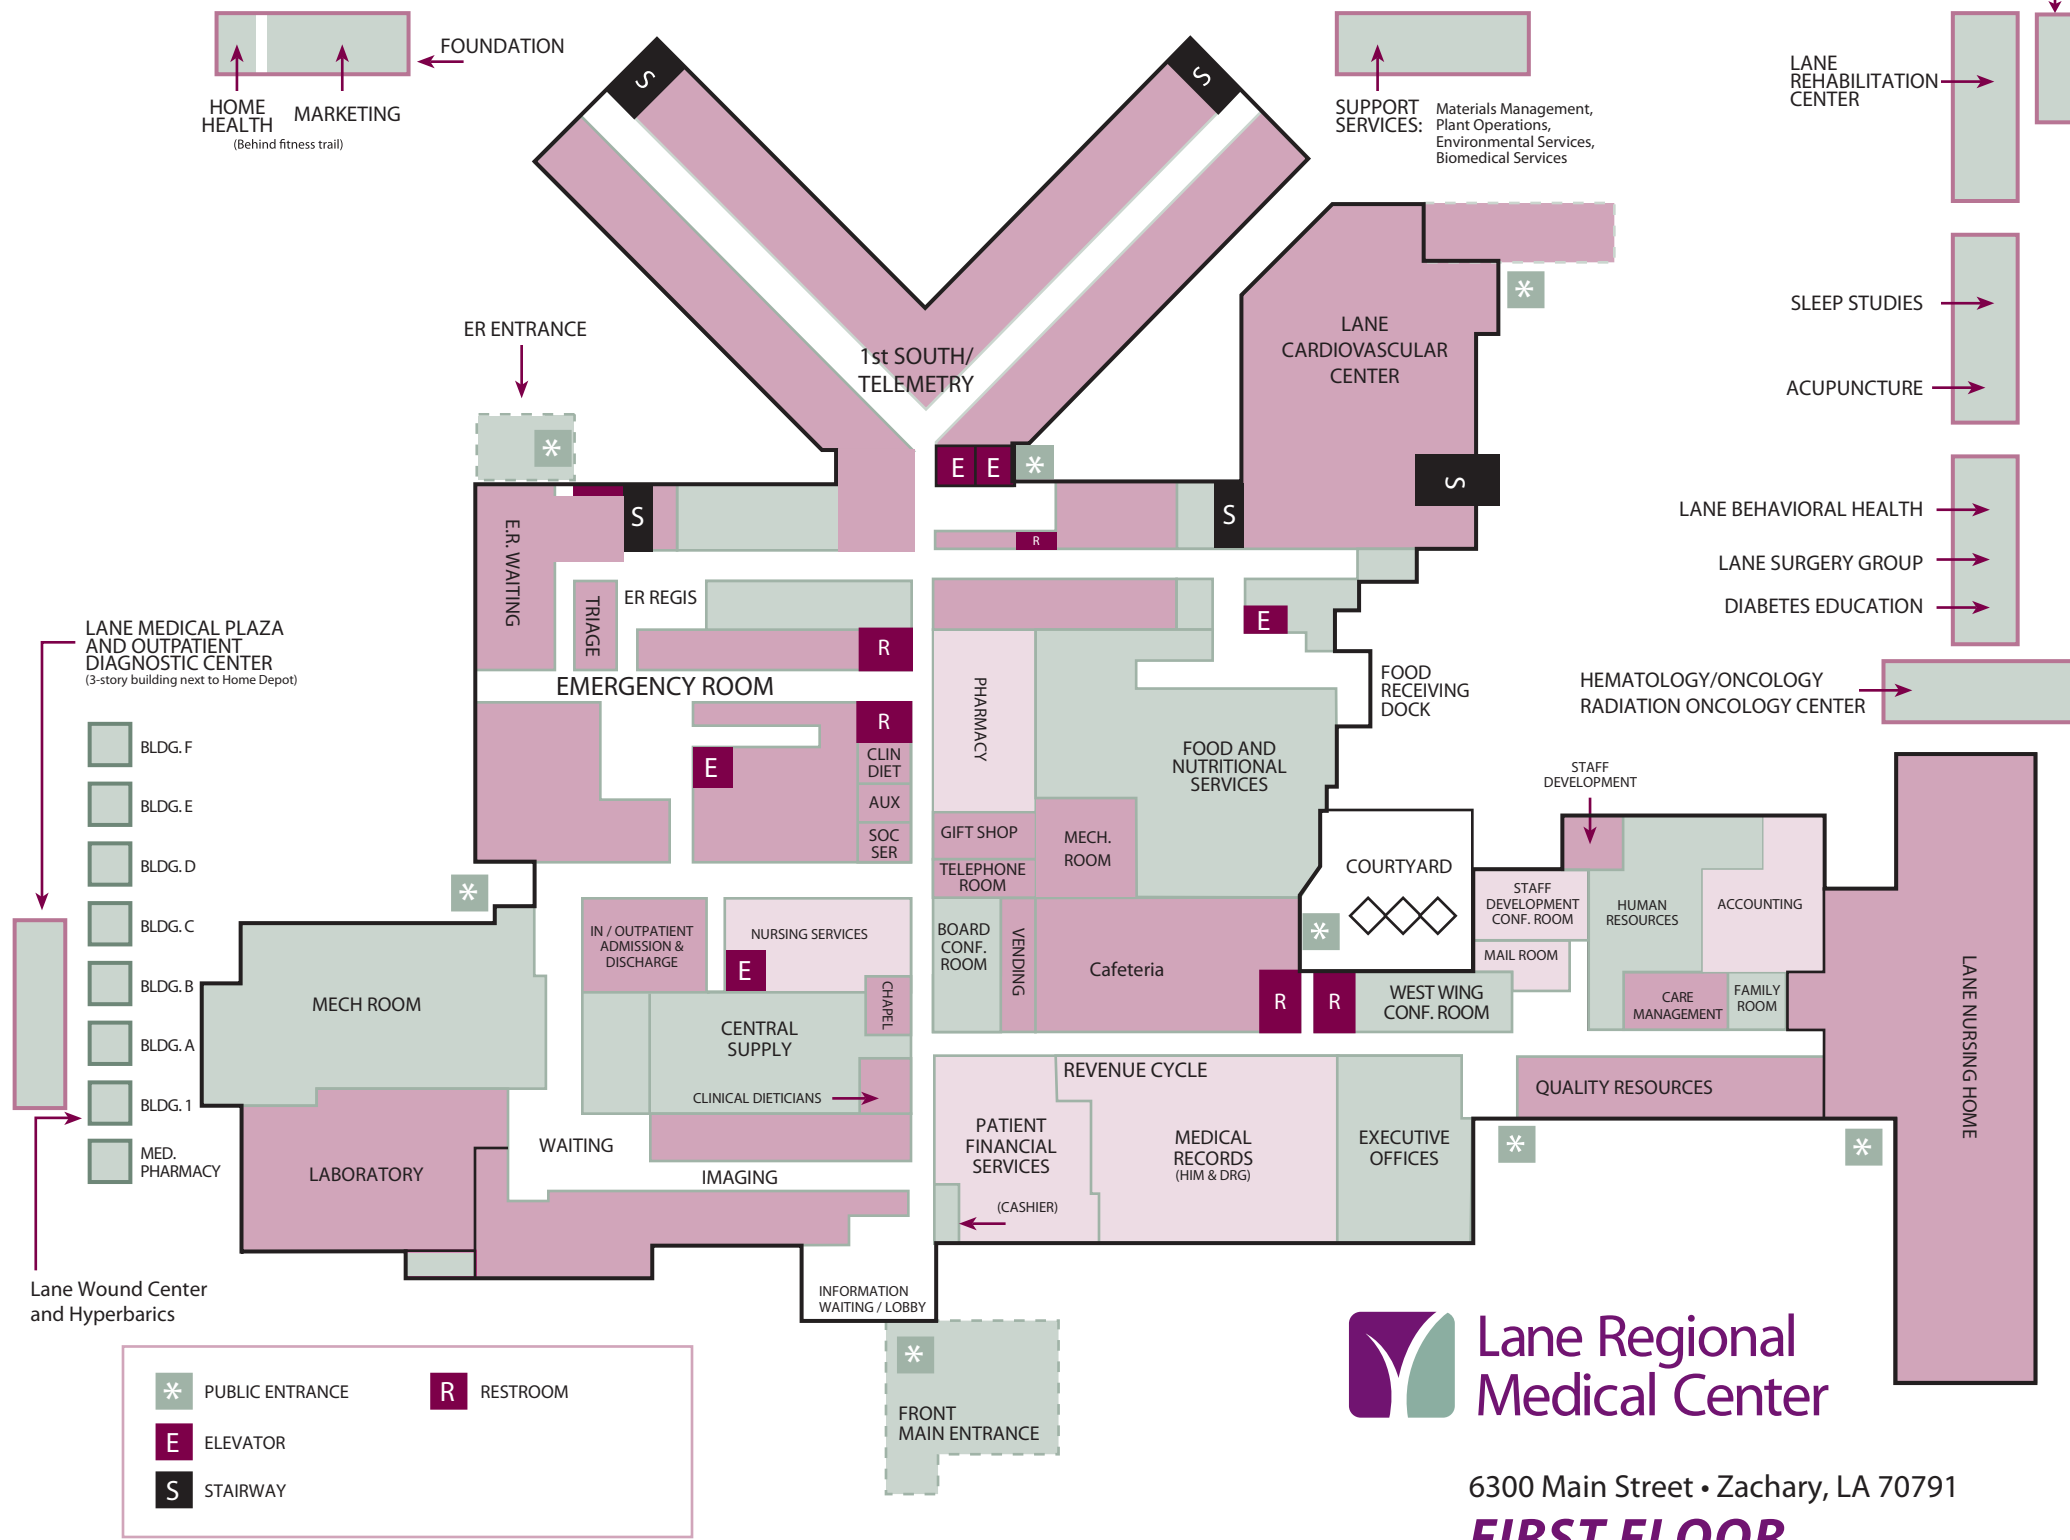 FOUNDATION
HOME
HEALTH
MARKETING
(Behind fitness trail)
S
S
SUPPORT
SERVICES:
Materials Management,
Plant Operations,
Environmental Services,
Biomedical Services
LANE
REHABILITATION
CENTER
*
SLEEP STUDIES
ACUPUNCTURE
LANE
CARDIOVASCULAR
CENTER
ER ENTRANCE
1st SOUTH/
TELEMETRY
*
E
E
*
S
S
S
R
LANE BEHAVIORAL HEALTH
LANE SURGERY GROUP
DIABETES EDUCATION
E.R. WAITING
TRIAGE
ER REGIS
R
E
LANE MEDICAL PLAZA
AND OUTPATIENT
DIAGNOSTIC CENTER
(3-story building next to Home Depot)
EMERGENCY ROOM
PHARMACY
FOOD
RECEIVING
DOCK
HEMATOLOGY/ONCOLOGY
RADIATION ONCOLOGY CENTER
R
E
CLIN
DIET
AUX
SOC
SER
FOOD AND
NUTRITIONAL
SERVICES
GIFT SHOP
TELEPHONE
ROOM
MECH.
ROOM
COURTYARD
STAFF
DEVELOPMENT
BLDG. F
BLDG. E
BLDG. D
BLDG. C
BLDG. B
BLDG. A
BLDG. 1
MED.
PHARMACY
*
IN / OUTPATIENT
ADMISSION &
DISCHARGE
NURSING SERVICES
E
BOARD
CONF.
ROOM
VENDING
Cafeteria
*
R
R
STAFF
DEVELOPMENT
CONF. ROOM
HUMAN
RESOURCES
ACCOUNTING
MAIL ROOM
WEST WING
CONF. ROOM
CARE
MANAGEMENT
FAMILY
ROOM
LANE NURSING HOME
MECH ROOM
CENTRAL
SUPPLY
CHAPEL
CLINICAL DIETICIANS
REVENUE CYCLE
QUALITY RESOURCES
PATIENT
FINANCIAL
SERVICES
MEDICAL
RECORDS
(HIM & DRG)
EXECUTIVE
OFFICES
*
*
LABORATORY
WAITING
IMAGING
(CASHIER)
Lane Wound Center
and Hyperbarics
INFORMATION
WAITING / LOBBY
*
FRONT
MAIN ENTRANCE
* PUBLIC ENTRANCE
R RESTROOM
E ELEVATOR
S STAIRWAY
Lane Regional
Medical Center
6300 Main Street • Zachary, LA 70791
FIRST FLOOR